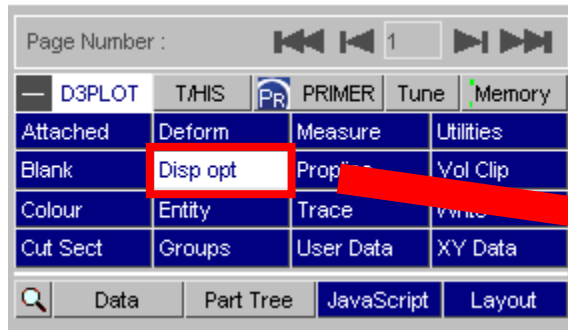 Page Number : 1
D3PLOT T/HIS PR PRIMER Tune Memory
Attached Deform Measure Utilities
Blank Disp opt Vol Clip
Colour Entity Trace
Cut Sect Groups User Data XY Data
Data Part Tree JavaScript Layout